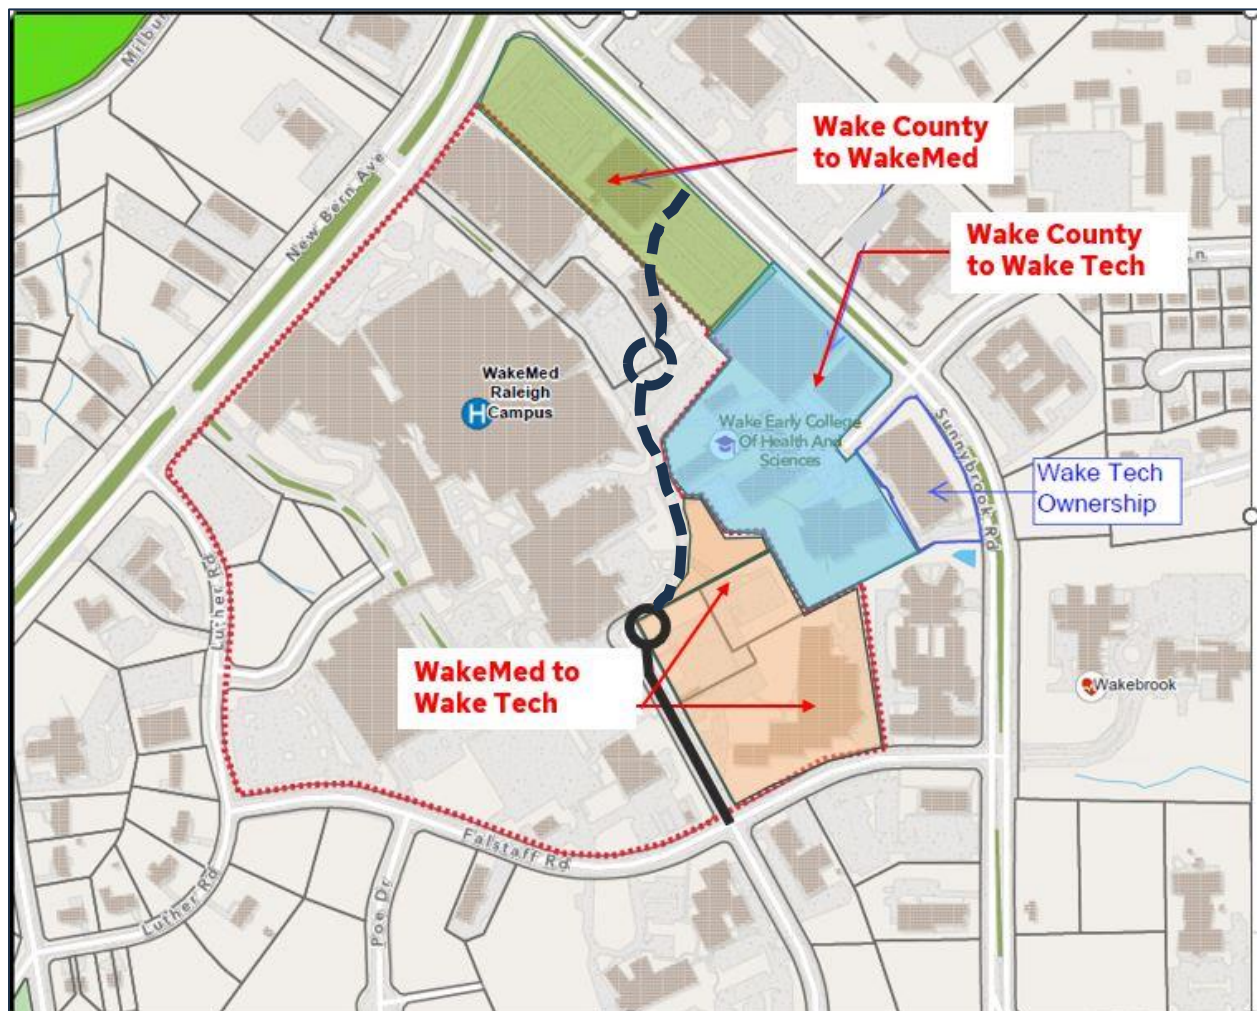 Milbur
New Bern Ave
Wake County
to WakeMed
Wake County
to Wake Tech
n
WakeMed
Raleigh
H Campus
Wake Early College
Of Health And
Sciences
Sunnybrook Rd
Wake Tech
Ownership
Luther Rd
WakeMed to
Wake Tech
Wakebrook
Falstaff Rd
Luther Rd
Poe Dr